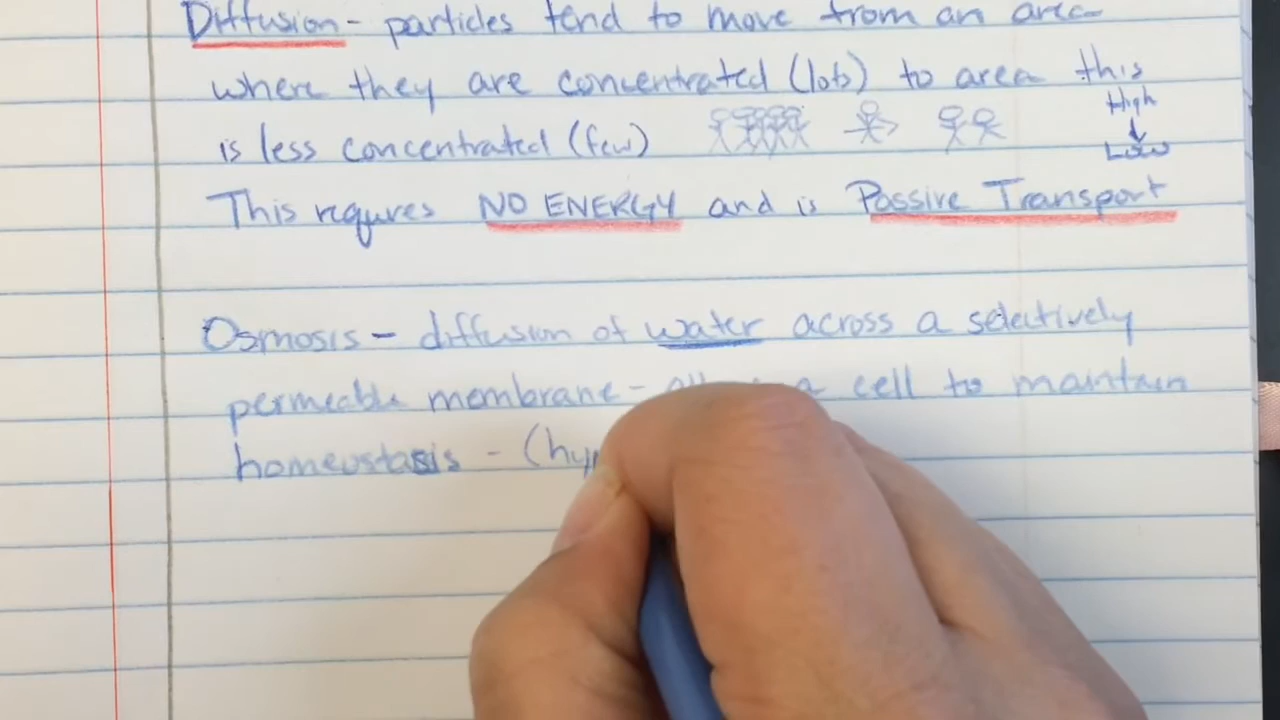 Diffusion - particles tend to move from an area
where they are concentrated (lots) to area this
High
↓
is less concentrated (few)
Low
This requres NO ENERGY and is Passive Transport
Osmosis - diffusion of water across a selectively
permeable membrane - a cell to maintain
homeostasis - (hyp